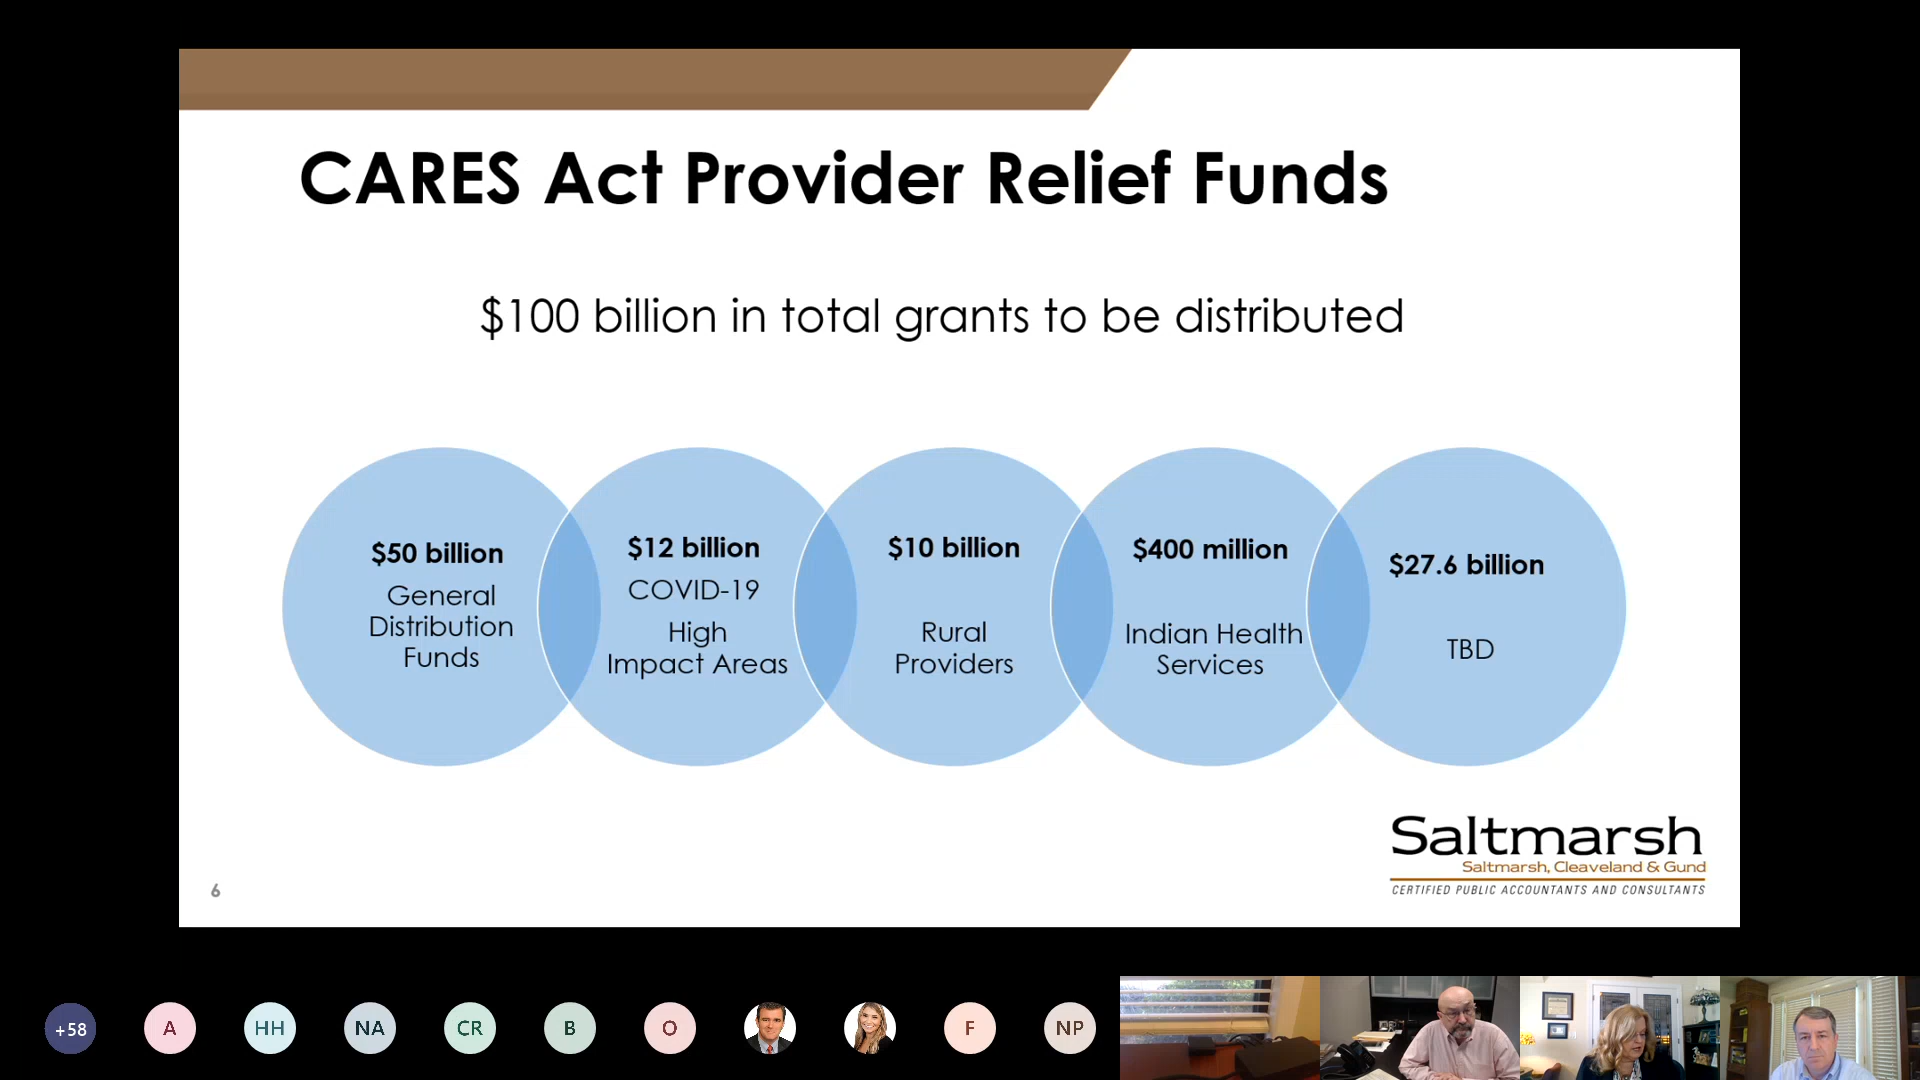 CARES Act Provider Relief Funds
$100 billion in total grants to be distributed
$50 billion
General
Distribution
Funds
$12 billion
COVID-19
High
Impact Areas
$10 billion
Rural
Providers
$400 million
Indian Health
Services
$27.6 billion
TBD
Saltmarsh
Saltmarsh, Cleaveland & Gund
CERTIFIED PUBLIC ACCOUNTANTS AND CONSULTANTS
6
+58
A
HH
NA
CR
B
O
F
NP